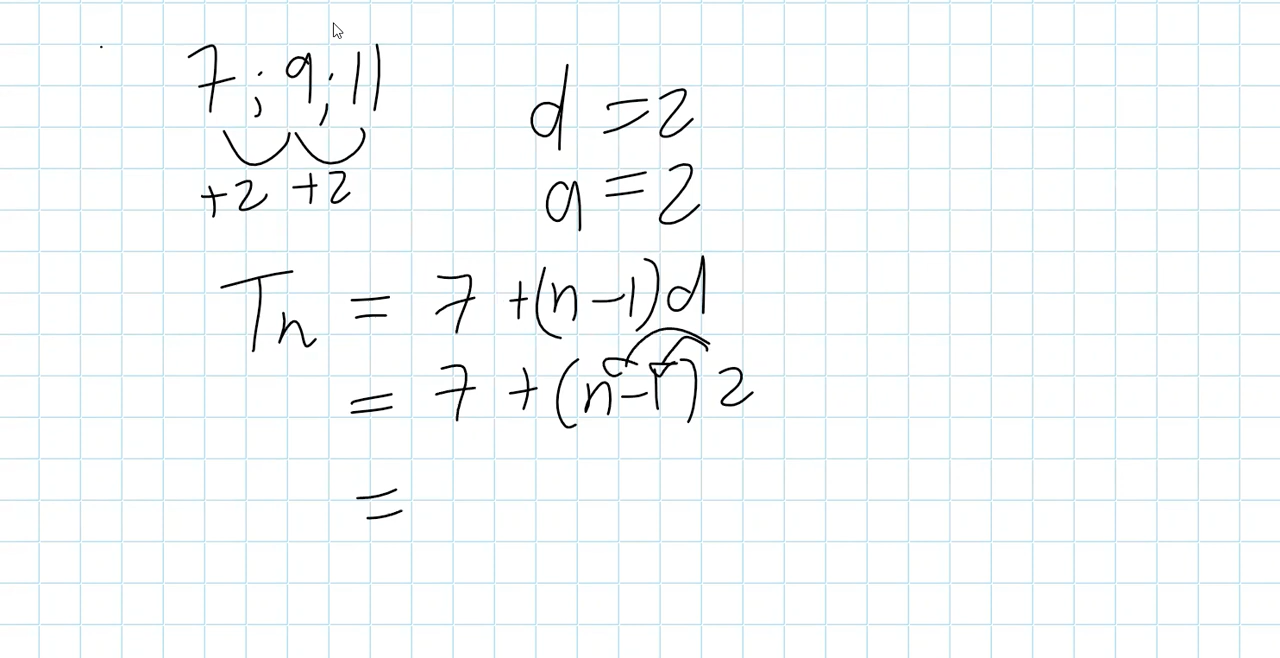 7 ; 9 ; 11
+2 +2
d = 2
a = 2
Tn = 7 + (n - 1)d
= 7 + (n - 1) 2
=